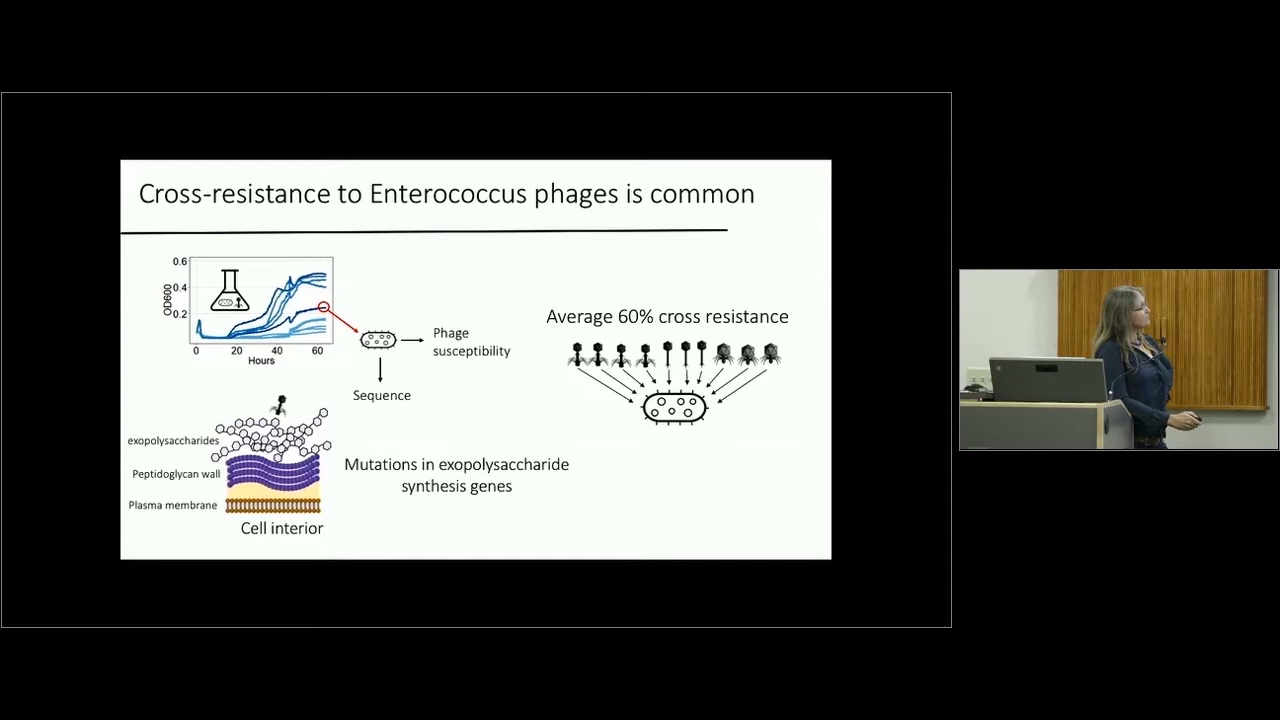 Cross-resistance to Enterococcus phages is common
0.6
0.4
0.2
OD600
0 20 40 60
Hours
Phage
susceptibility
Sequence
Average 60% cross resistance
exopolysaccharides
Peptidoglycan wall
Plasma membrane
Cell interior
Mutations in exopolysaccharide
synthesis genes